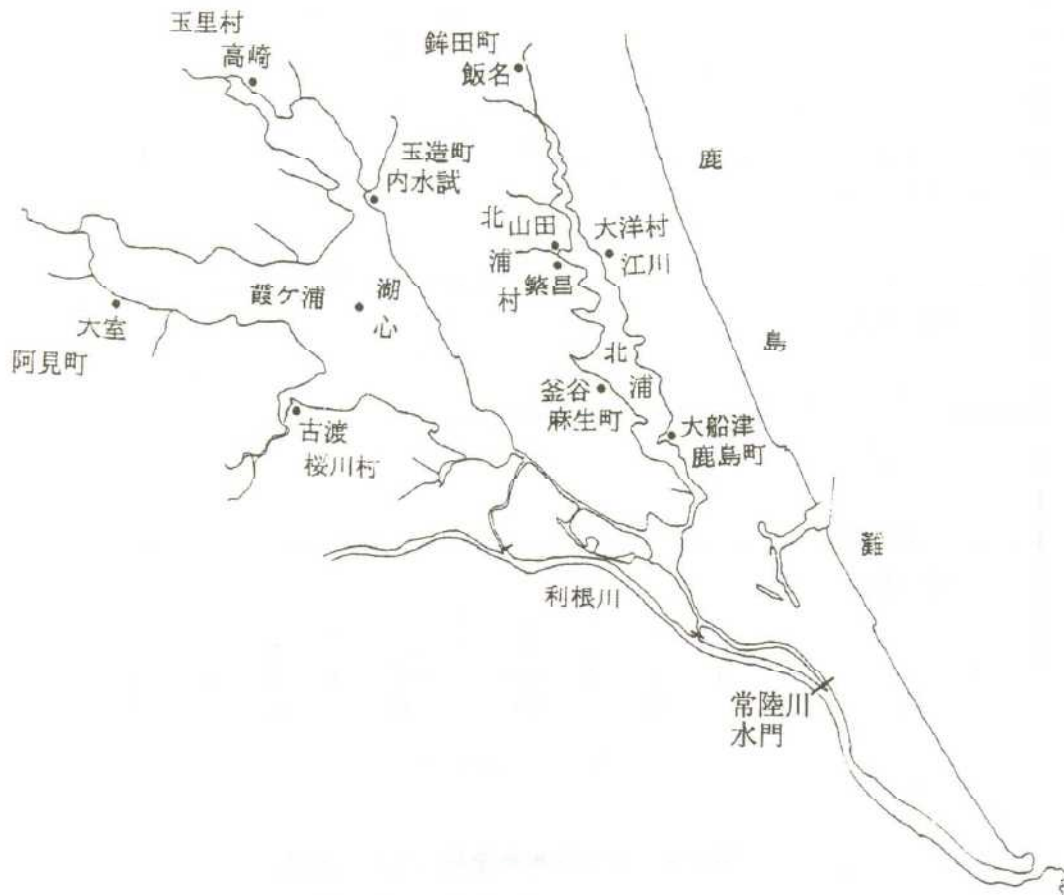 玉里村
高崎
鉾田町
飯名
玉造町
内水試
鹿島灘
北浦村
山田
繁昌
大洋村
江川
霞ケ浦
湖心
大室
阿見町
北浦
釜谷
麻生町
古渡
桜川村
大船津
鹿島町
利根川
常陸川
水門